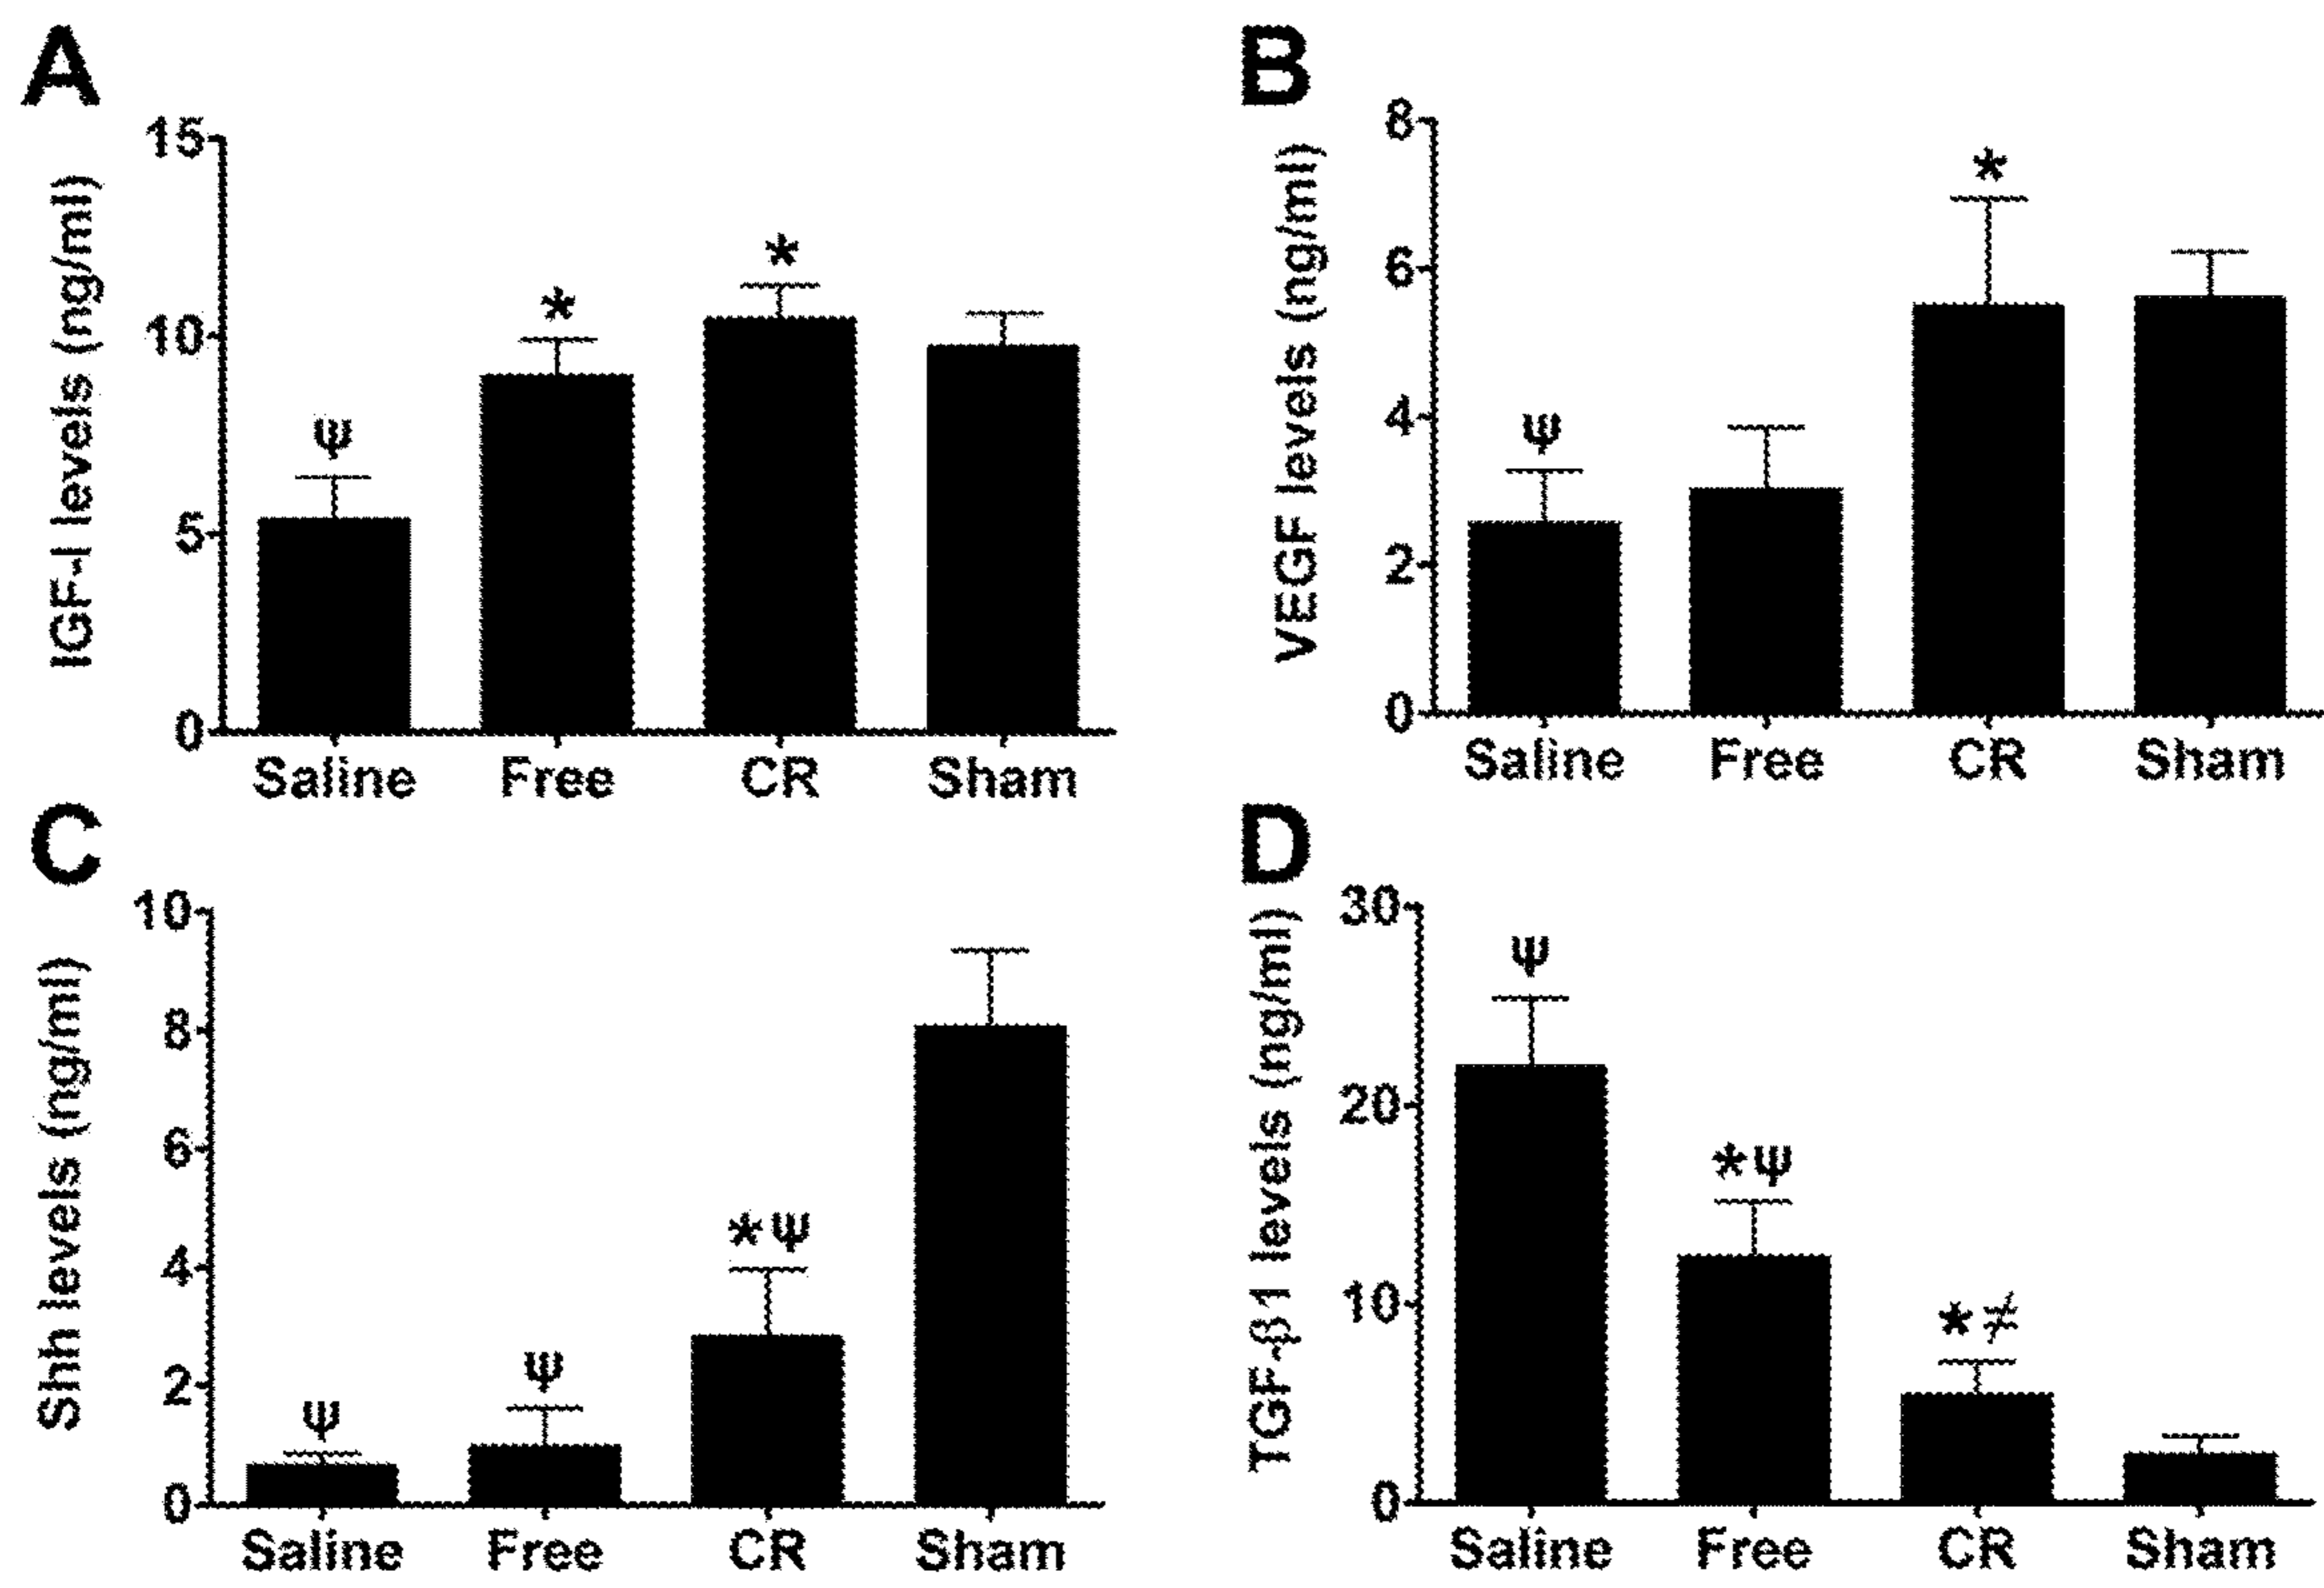 A
IGF-I levels (ng/ml)
15
10
5
0
ψ
*
*
Saline Free CR Sham
B
VEGF levels (ng/ml)
8
6
4
2
0
ψ
*
Saline Free CR Sham
C
Shh levels (ng/ml)
10
8
6
4
2
0
ψ
ψ
*ψ
Saline Free CR Sham
D
TGF-β1 levels (ng/ml)
30
20
10
0
ψ
*ψ
*≠
Saline Free CR Sham